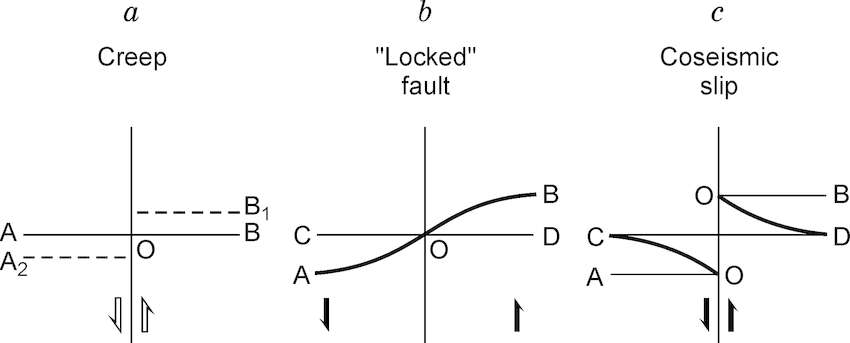 a
Creep
A
A2
B1
B
O
b
"Locked"
fault
C
A
B
D
O
c
Coseismic
slip
O
B
C
D
A
O